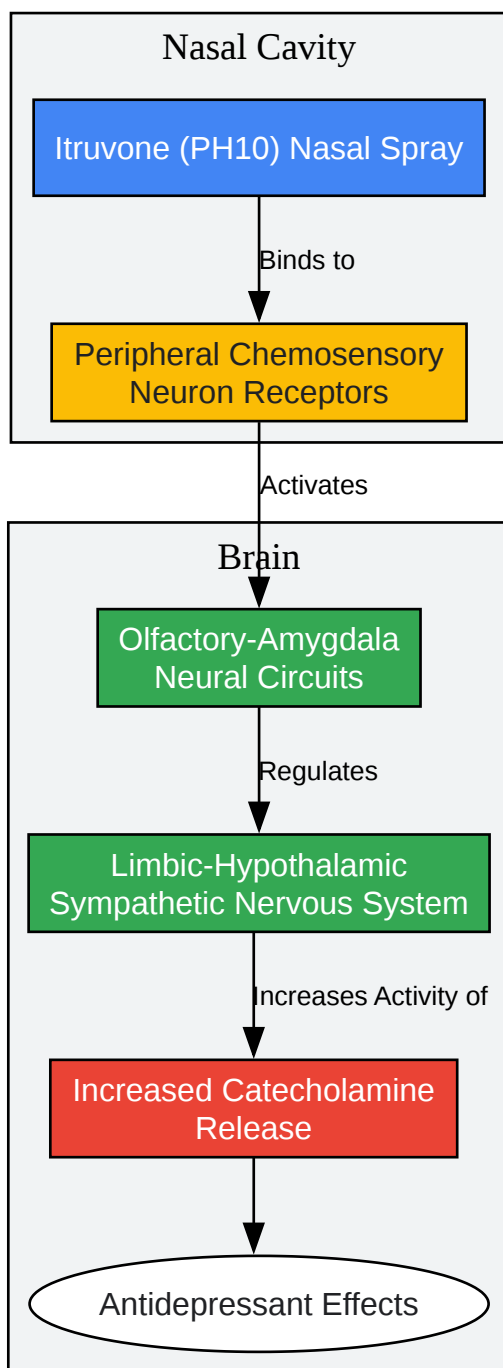 Nasal Cavity
Itruvone (PH10) Nasal Spray
Binds to
Peripheral Chemosensory
Neuron Receptors
Activates
Brain
Olfactory-Amygdala
Neural Circuits
Regulates
Limbic-Hypothalamic
Sympathetic Nervous System
Increases Activity of
Increased Catecholamine
Release
Antidepressant Effects